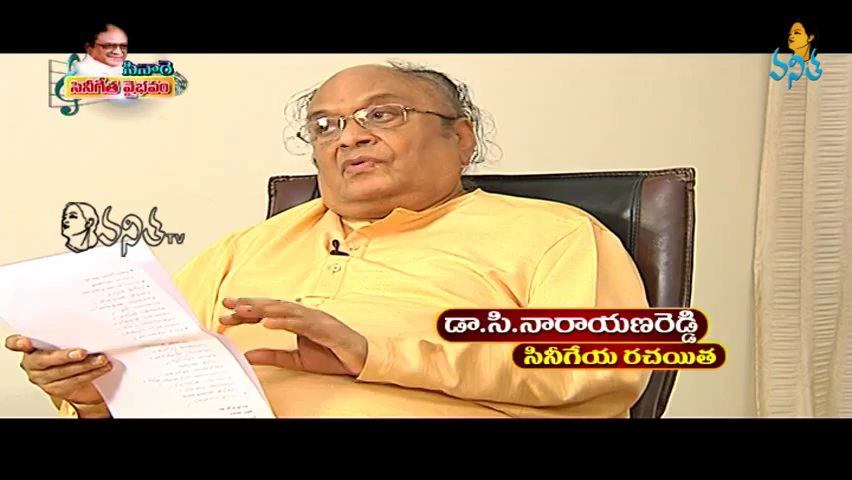 సినారె
సినీగీత వైభవం
వనిత
వనిత TV
డా.సి.నారాయణరెడ్డి
సినీగేయ రచయిత